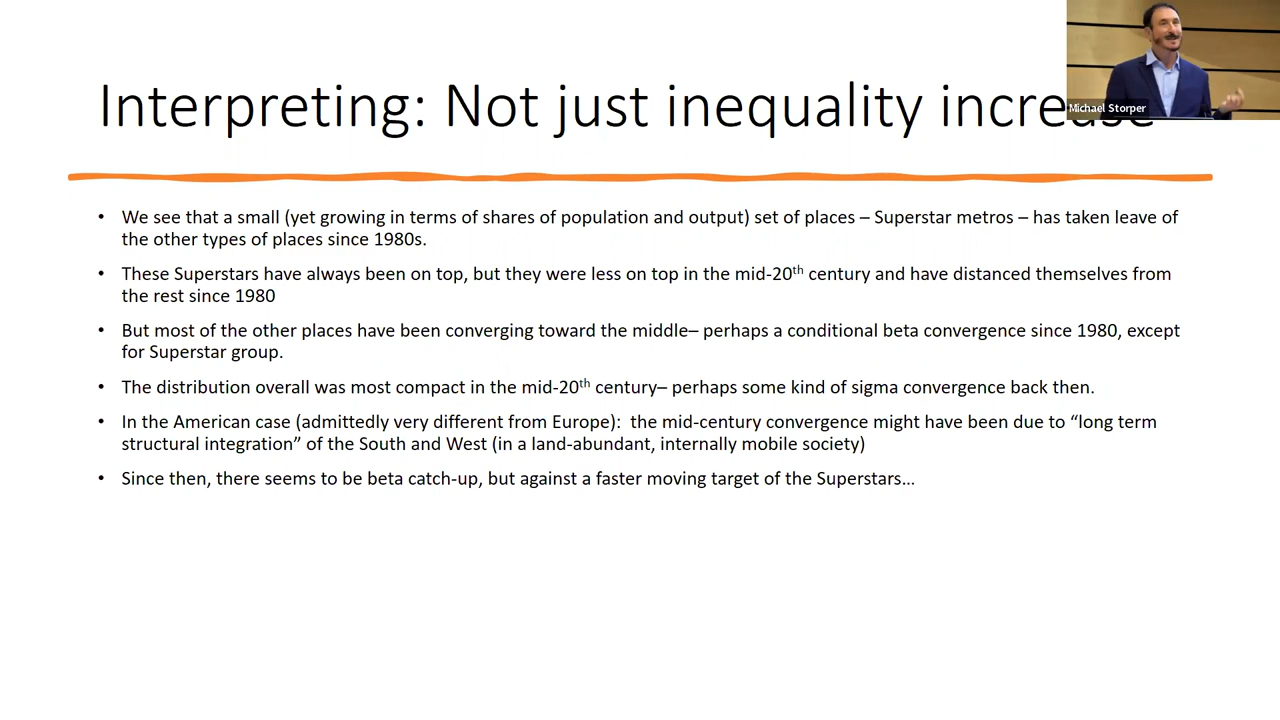 Interpreting: Not just inequality increase
Michael Storper
• We see that a small (yet growing in terms of shares of population and output) set of places – Superstar metros – has taken leave of
the other types of places since 1980s.
• These Superstars have always been on top, but they were less on top in the mid-20th century and have distanced themselves from
the rest since 1980
• But most of the other places have been converging toward the middle– perhaps a conditional beta convergence since 1980, except
for Superstar group.
• The distribution overall was most compact in the mid-20th century– perhaps some kind of sigma convergence back then.
• In the American case (admittedly very different from Europe):  the mid-century convergence might have been due to “long term
structural integration” of the South and West (in a land-abundant, internally mobile society)
• Since then, there seems to be beta catch-up, but against a faster moving target of the Superstars…